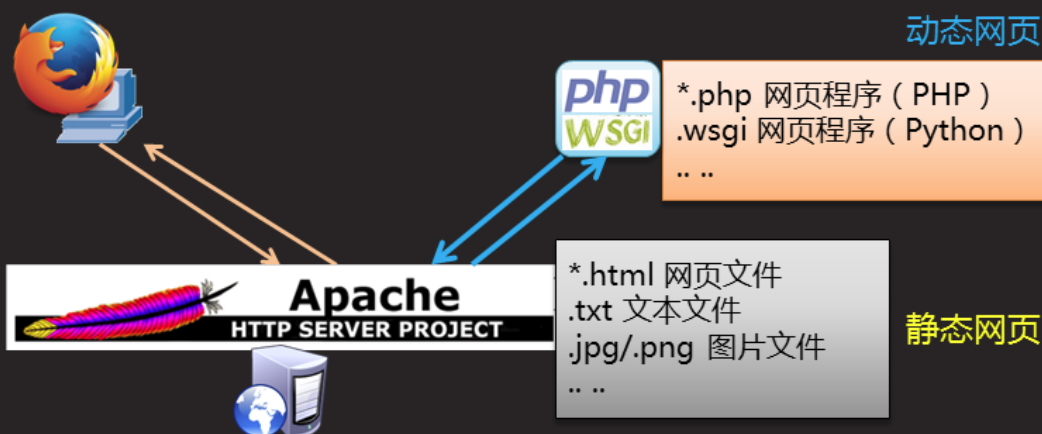 动态网页
php
WSGI
*.php 网页程序（PHP）
.wsgi 网页程序（Python）
.. ..
Apache
HTTP SERVER PROJECT
*.html 网页文件
.txt 文本文件
.jpg/.png 图片文件
.. ..
静态网页